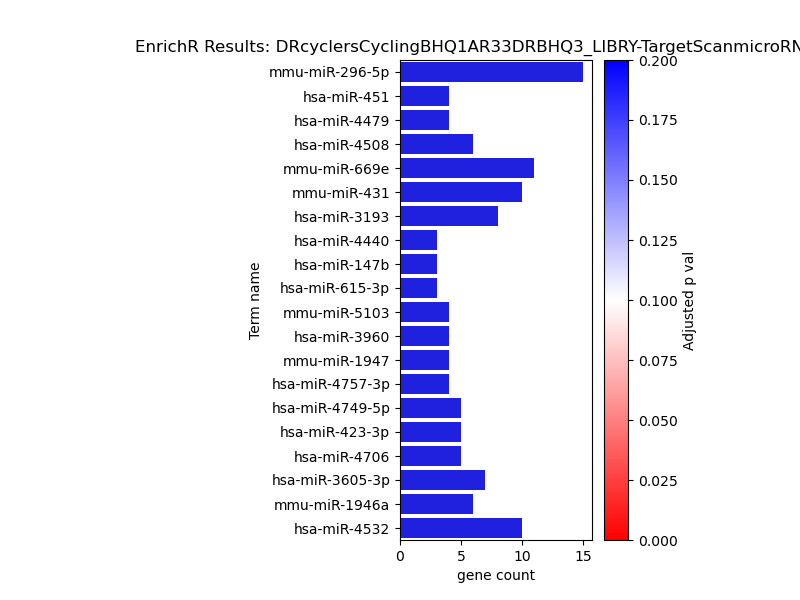 EnrichR Results: DRcyclersCyclingBHQ1AR33DRBHQ3_LIBRY-TargetScanmicroRN
mmu-miR-296-5p
hsa-miR-451
hsa-miR-4479
hsa-miR-4508
mmu-miR-669e
mmu-miR-431
hsa-miR-3193
hsa-miR-4440
hsa-miR-147b
hsa-miR-615-3p
mmu-miR-5103
hsa-miR-3960
mmu-miR-1947
hsa-miR-4757-3p
hsa-miR-4749-5p
hsa-miR-423-3p
hsa-miR-4706
hsa-miR-3605-3p
mmu-miR-1946a
hsa-miR-4532
Term name
0 5 10 15
gene count
0.200
0.175
0.150
0.125
0.100
0.075
0.050
0.025
0.000
Adjusted p val